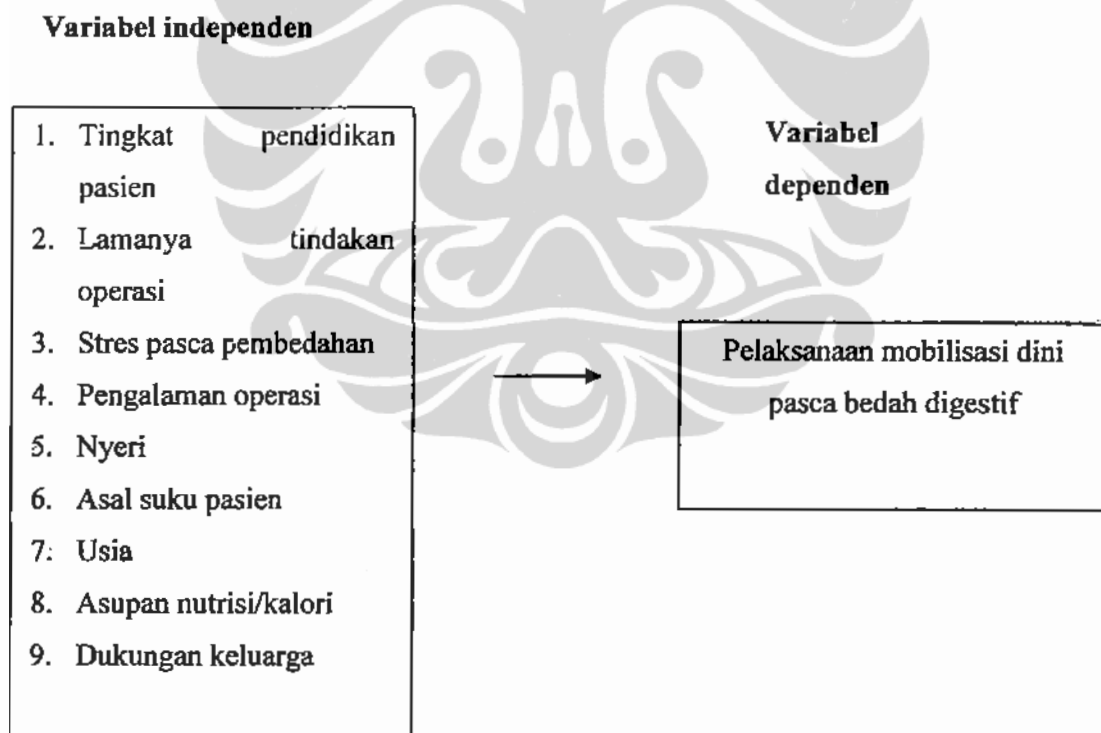 Variabel independen
1. Tingkat pendidikan
pasien
2. Lamanya tindakan
operasi
3. Stres pasca pembedahan
4. Pengalaman operasi
5. Nyeri
6. Asal suku pasien
7. Usia
8. Asupan nutrisi/kalori
9. Dukungan keluarga
Variabel
dependen
Pelaksanaan mobilisasi dini
pasca bedah digestif